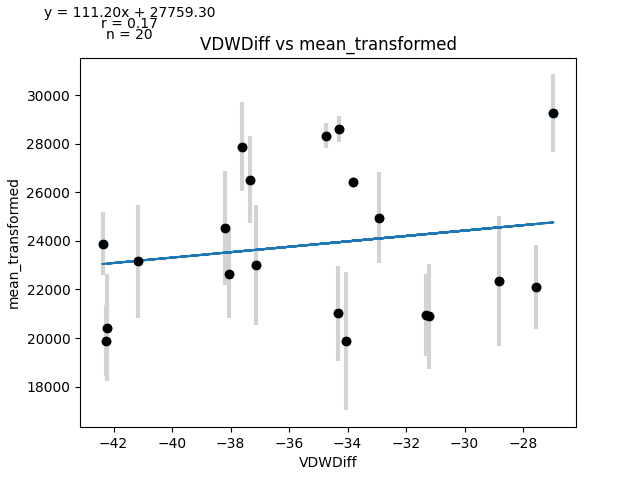 y = 111.20x + 27759.30
r = 0.17
n = 20
VDWDiff vs mean_transformed
mean_transformed
30000
28000
26000
24000
22000
20000
18000
−42
−40
−38
−36
−34
−32
−30
−28
VDWDiff